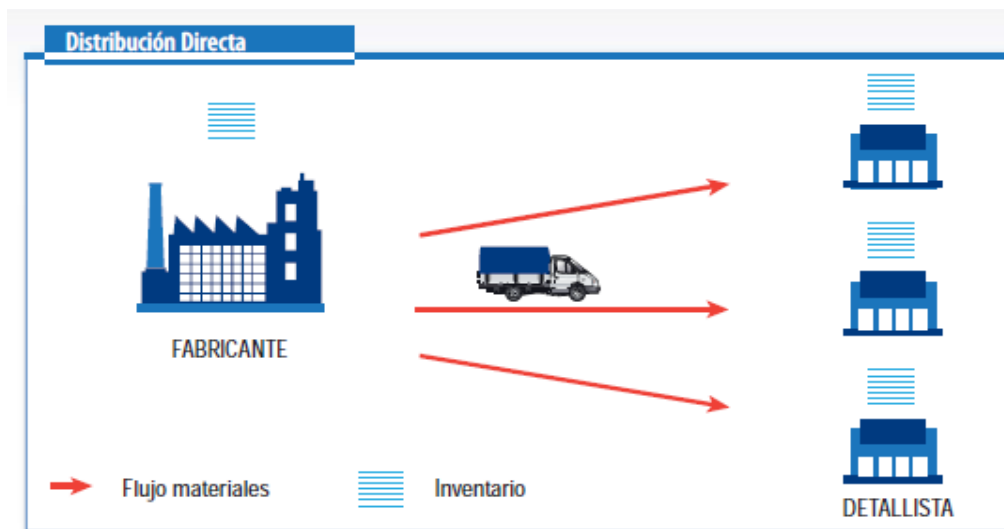 Distribución Directa
FABRICANTE
Flujo materiales
Inventario
DETALLISTA